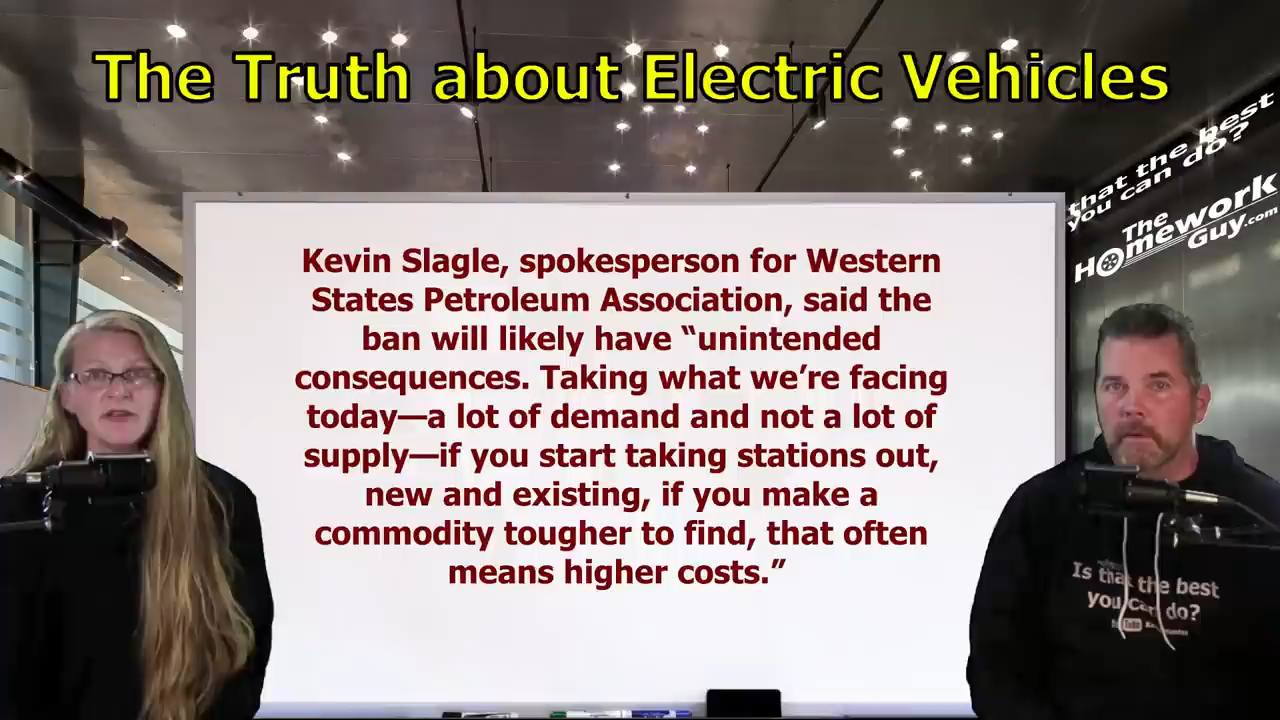 The Truth about Electric Vehicles
that the best
you can do?
The
Homework
Guy.com
Kevin Slagle, spokesperson for Western
States Petroleum Association, said the
ban will likely have “unintended
consequences. Taking what we’re facing
today—a lot of demand and not a lot of
supply—if you start taking stations out,
new and existing, if you make a
commodity tougher to find, that often
means higher costs.”
Is that the best
you can do?